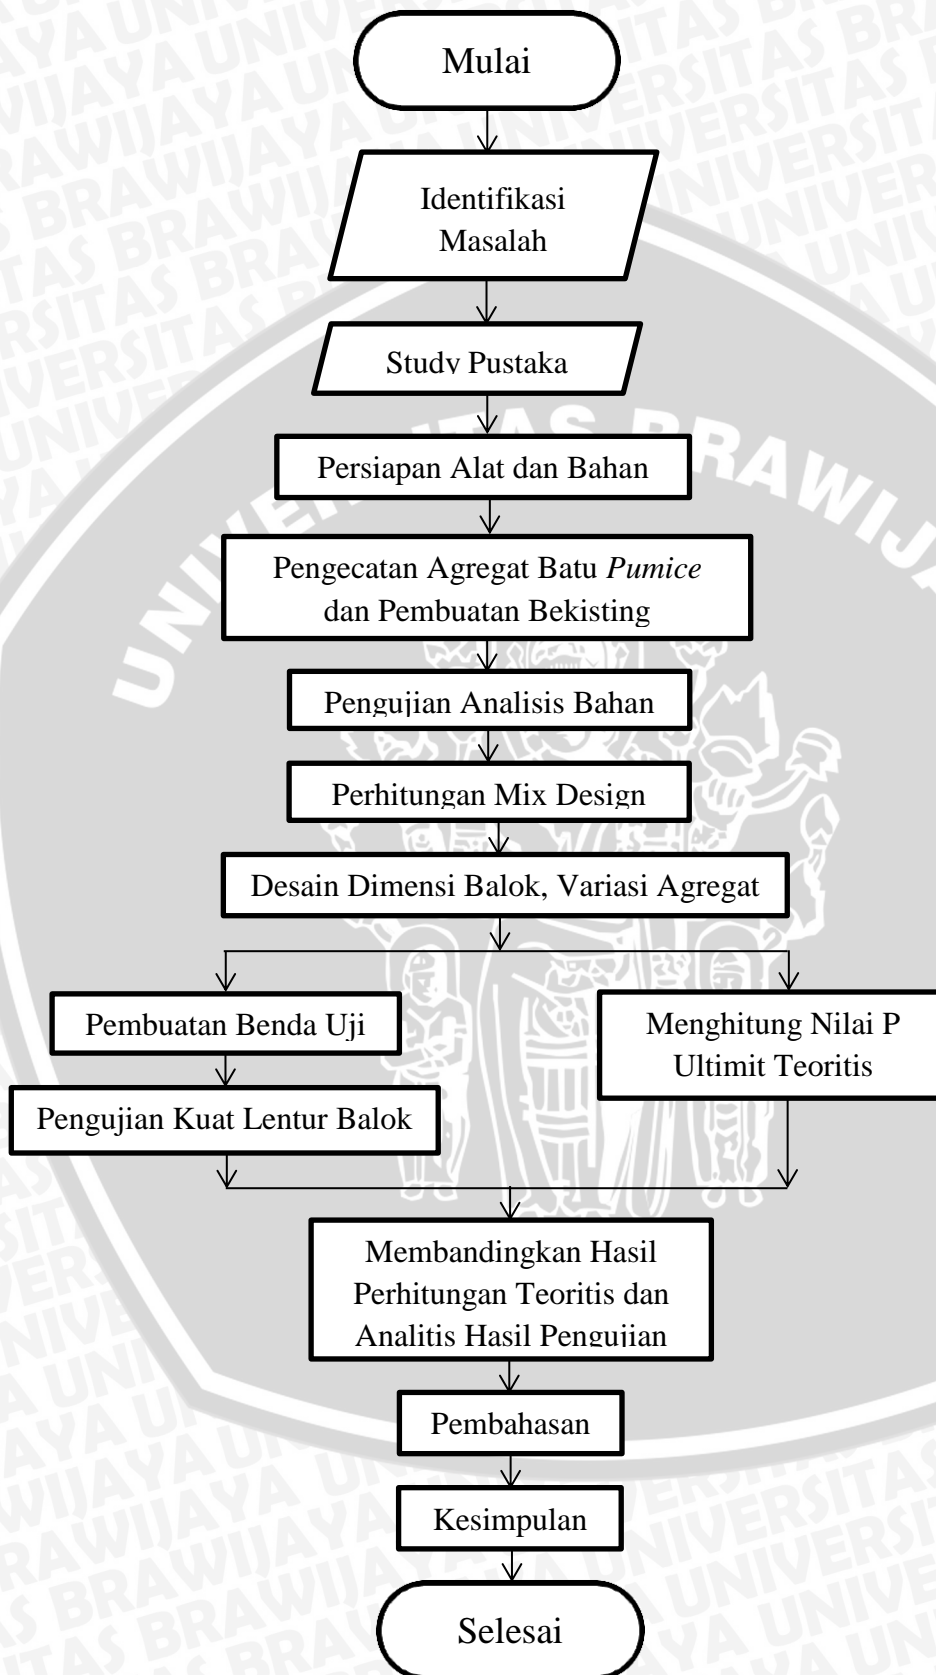 Mulai
Identifikasi
Masalah
Study Pustaka
Persiapan Alat dan Bahan
Pengecatan Agregat Batu Pumice
dan Pembuatan Bekisting
Pengujian Analisis Bahan
Perhitungan Mix Design
Desain Dimensi Balok, Variasi Agregat
Pembuatan Benda Uji
Menghitung Nilai P
Ultimit Teoritis
Pengujian Kuat Lentur Balok
Membandingkan Hasil
Perhitungan Teoritis dan
Analitis Hasil Pengujian
Pembahasan
Kesimpulan
Selesai